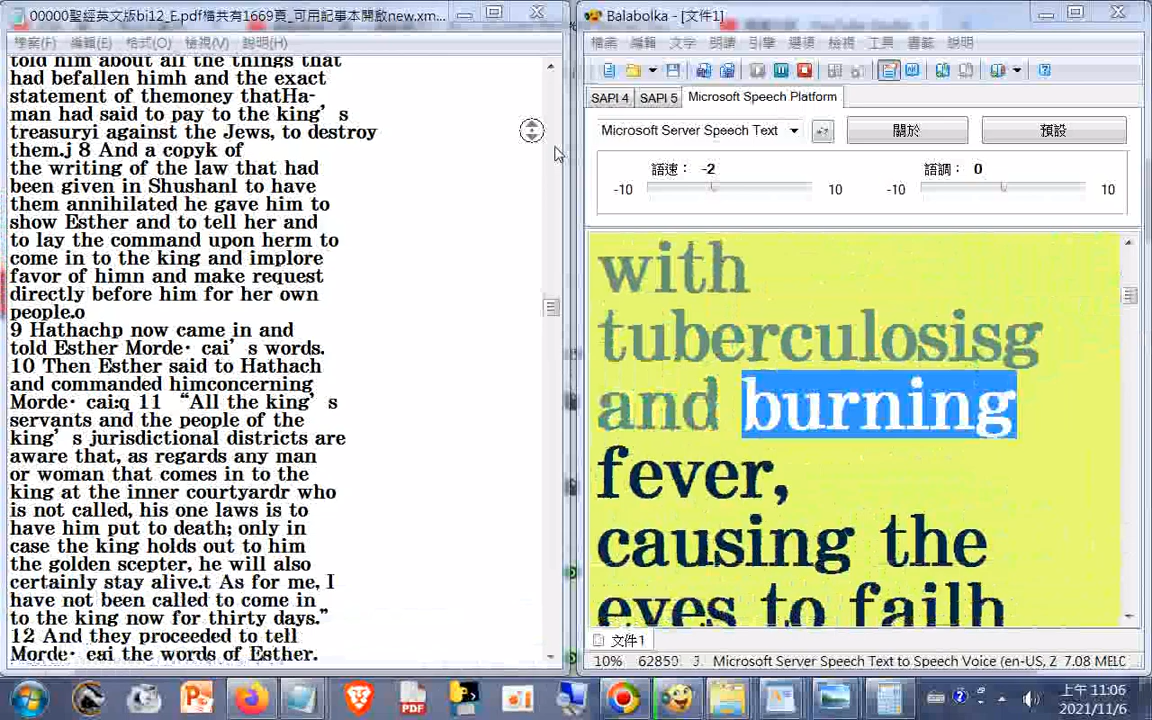 00000聖經英文版bi12_E.pdf檔共有1669頁_可用記事本開啟new.xm...
檔案(F) 編輯(E) 格式(O) 檢視(V) 說明(H)
told him about all the things that
had befallen himh and the exact
statement of themoney thatHa-
man had said to pay to the king's
treasuryi against the Jews, to destroy
them.j 8 And a copyk of
the writing of the law that had
been given in Shushanl to have
them annihilated he gave him to
show Esther and to tell her and
to lay the command upon herm to
come in to the king and implore
favor of himn and make request
directly before him for her own
people.o
9 Hathachp now came in and
told Esther Morde· cai's words.
10 Then Esther said to Hathach
and commanded himconcerning
Morde· cai:q 11 “All the king's
servants and the people of the
king's jurisdictional districts are
aware that, as regards any man
or woman that comes in to the
king at the inner courtyardr who
is not called, his one laws is to
have him put to death; only in
case the king holds out to him
the golden scepter, he will also
certainly stay alive.t As for me, I
have not been called to come in
to the king now for thirty days.”
12 And they proceeded to tell
Morde· cai the words of Esther.
Balabolka - [文件1]
檔案 編輯 文字 朗讀 引擎 選項 檢視 工具 書籤 說明
SAPI 4 SAPI 5 Microsoft Speech Platform
Microsoft Server Speech Text 關於 預設
語速： -2 語調： 0
-10 10 -10 10
with
tuberculosisg
and burning
fever,
causing the
eyes to failh
文件1
10% 62850. 3. Microsoft Server Speech Text to Speech Voice (en-US, Z 7.08 MELC
PDF
上午 11:06
2021/11/6